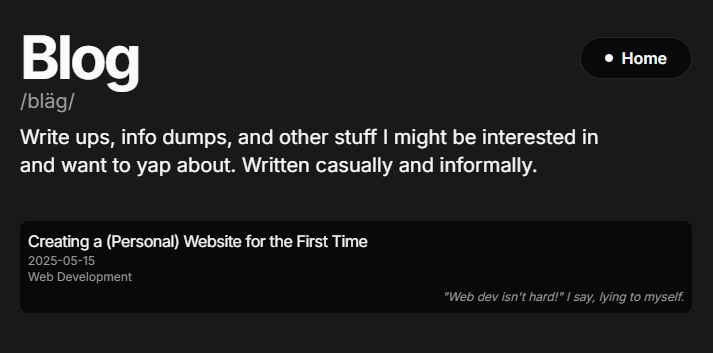 Blog
Home
/bläg/
Write ups, info dumps, and other stuff I might be interested in
and want to yap about. Written casually and informally.
Creating a (Personal) Website for the First Time
2025-05-15
Web Development
"Web dev isn't hard!" I say, lying to myself.